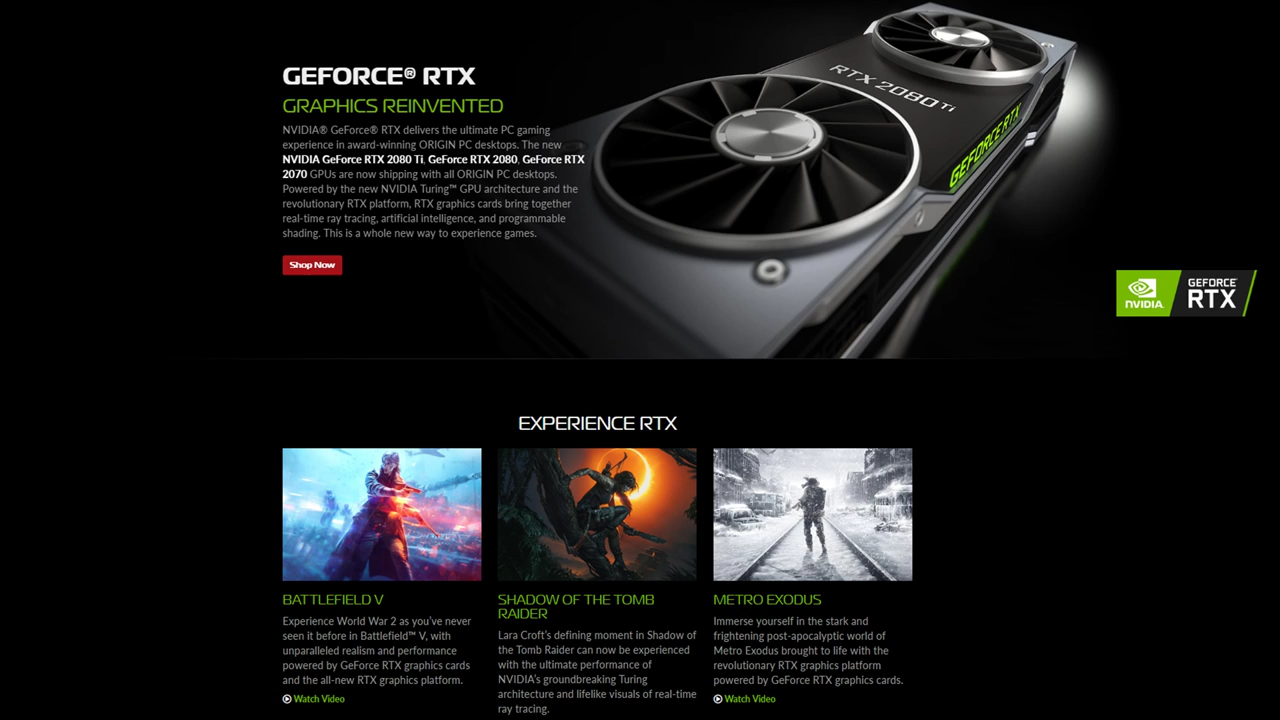 GEFORCE® RTX
GRAPHICS REINVENTED
NVIDIA® GeForce® RTX delivers the ultimate PC gaming
experience in award-winning ORIGIN PC desktops. The new
NVIDIA GeForce RTX 2080 Ti, GeForce RTX 2080, GeForce RTX
2070 GPUs are now shipping with all ORIGIN PC desktops.
Powered by the new NVIDIA Turing™ GPU architecture and the
revolutionary RTX platform, RTX graphics cards bring together
real-time ray tracing, artificial intelligence, and programmable
shading. This is a whole new way to experience games.
Shop Now
RTX 2080 Ti
GEFORCE RTX
NVIDIA.
GEFORCE
RTX
EXPERIENCE RTX
BATTLEFIELD V
Experience World War 2 as you've never
seen it before in Battlefield™ V, with
unparalleled realism and performance
powered by GeForce RTX graphics cards
and the all-new RTX graphics platform.
Watch Video
SHADOW OF THE TOMB
RAIDER
Lara Croft's defining moment in Shadow of
the Tomb Raider can now be experienced
with the ultimate performance of
NVIDIA's groundbreaking Turing
architecture and lifelike visuals of real-time
ray tracing.
METRO EXODUS
Immerse yourself in the stark and
frightening post-apocalyptic world of
Metro Exodus brought to life with the
revolutionary RTX graphics platform
powered by GeForce RTX graphics cards.
Watch Video